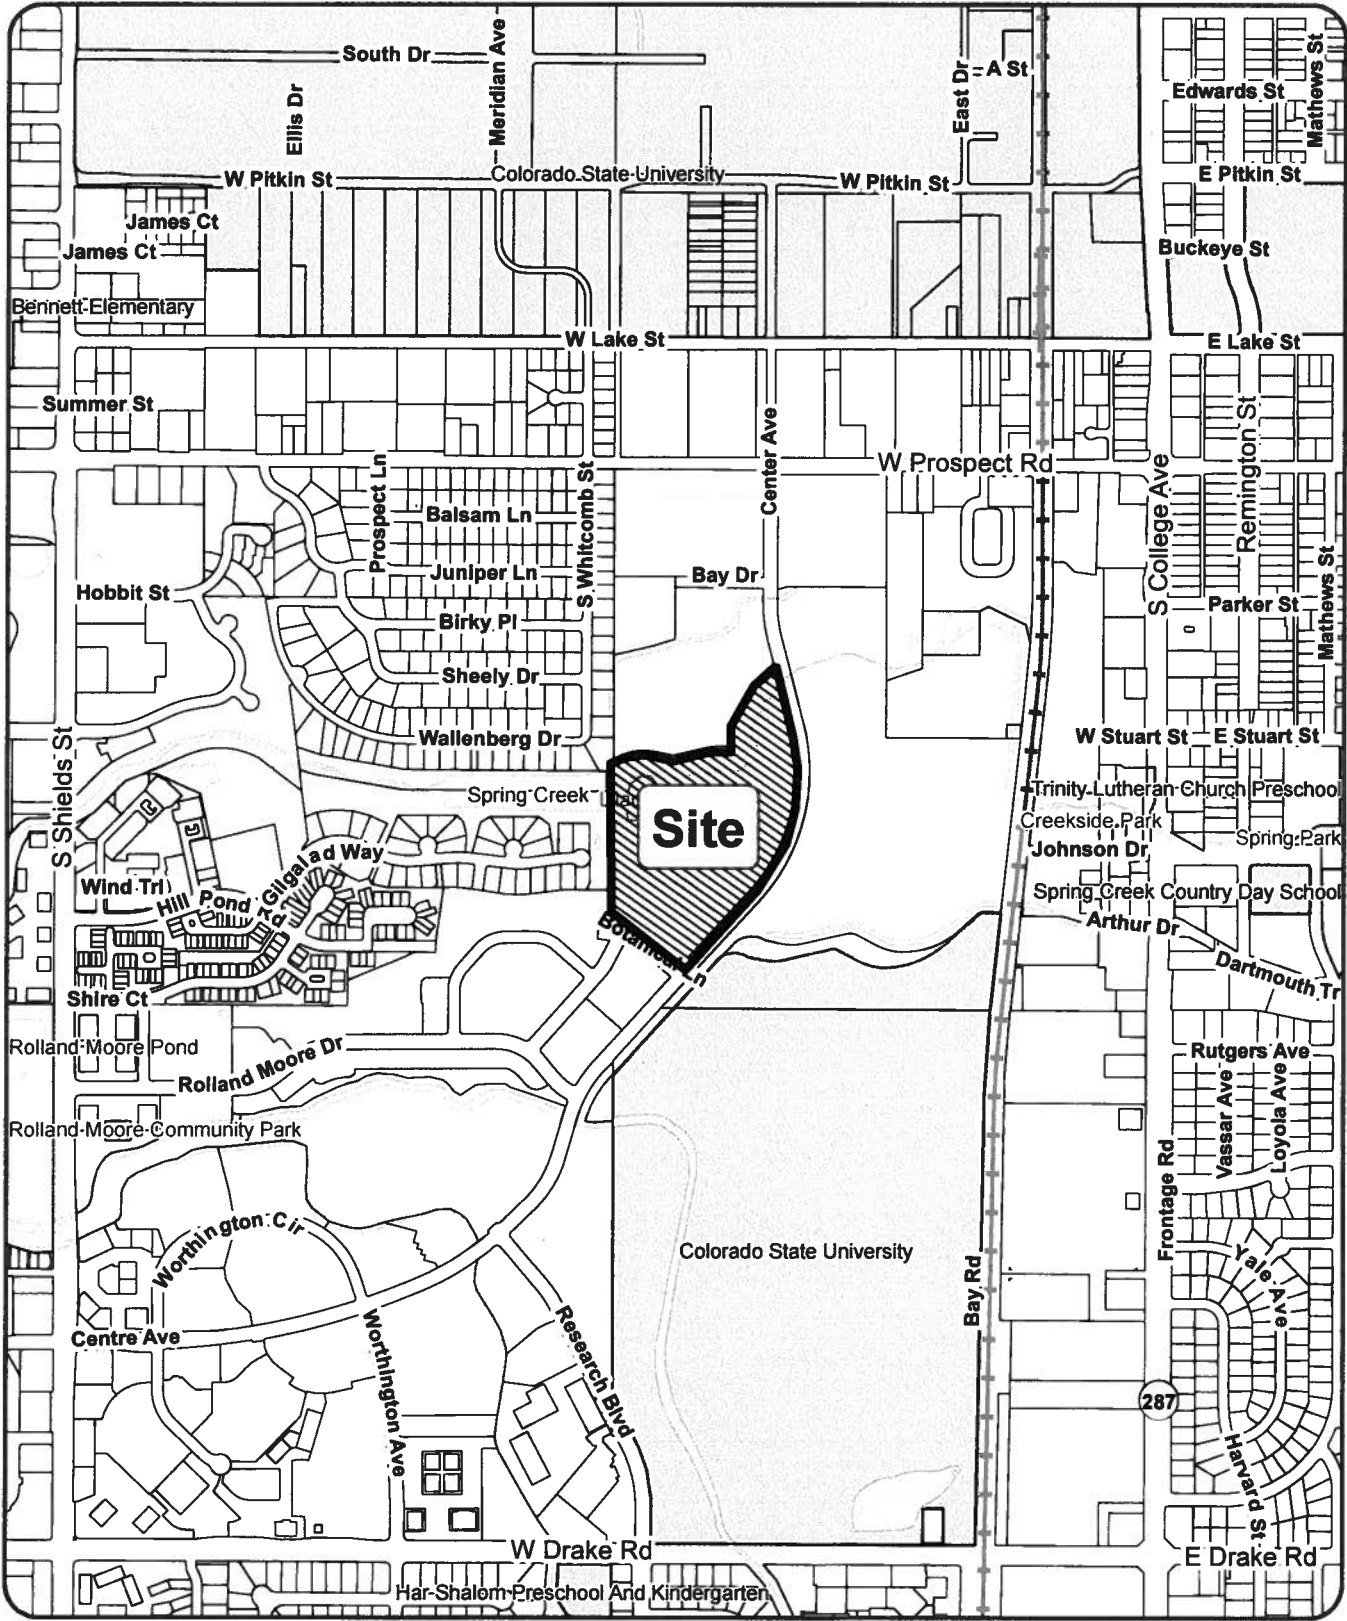 South Dr
Meridian Ave
Ellis Dr
East Dr
A St
Edwards St
Mathews St
W Pitkin St
Colorado State University
W Pitkin St
E Pitkin St
James Ct
James Ct
Buckeye St
Bennett Elementary
W Lake St
E Lake St
Summer St
Center Ave
Remington St
W Prospect Rd
Prospect Ln
S Whitcomb St
S College Ave
Balsam Ln
Juniper Ln
Bay Dr
Hobbit St
Birky Pl
Parker St
Mathews St
Sheely Dr
Wallenberg Dr
W Stuart St
E Stuart St
S Shields St
Spring Creek
Trinity Lutheran Church Preschool
Site
Creekside Park
Spring Park
Johnson Dr
Gilgalad Way
Wind Trl
Hill Pond Rd
Spring Creek Country Day School
Arthur Dr
Botanical Ln
Dartmouth Tr
Shire Ct
Rolland Moore Pond
Rolland Moore Dr
Rutgers Ave
Vassar Ave
Loyola Ave
Rolland Moore Community Park
Frontage Rd
Worthington Cir
Colorado State University
Yale Ave
Bay Rd
Centre Ave
Worthington Ave
Research Blvd
287
Harvard St
W Drake Rd
E Drake Rd
Har-Shalom Preschool And Kindergarten